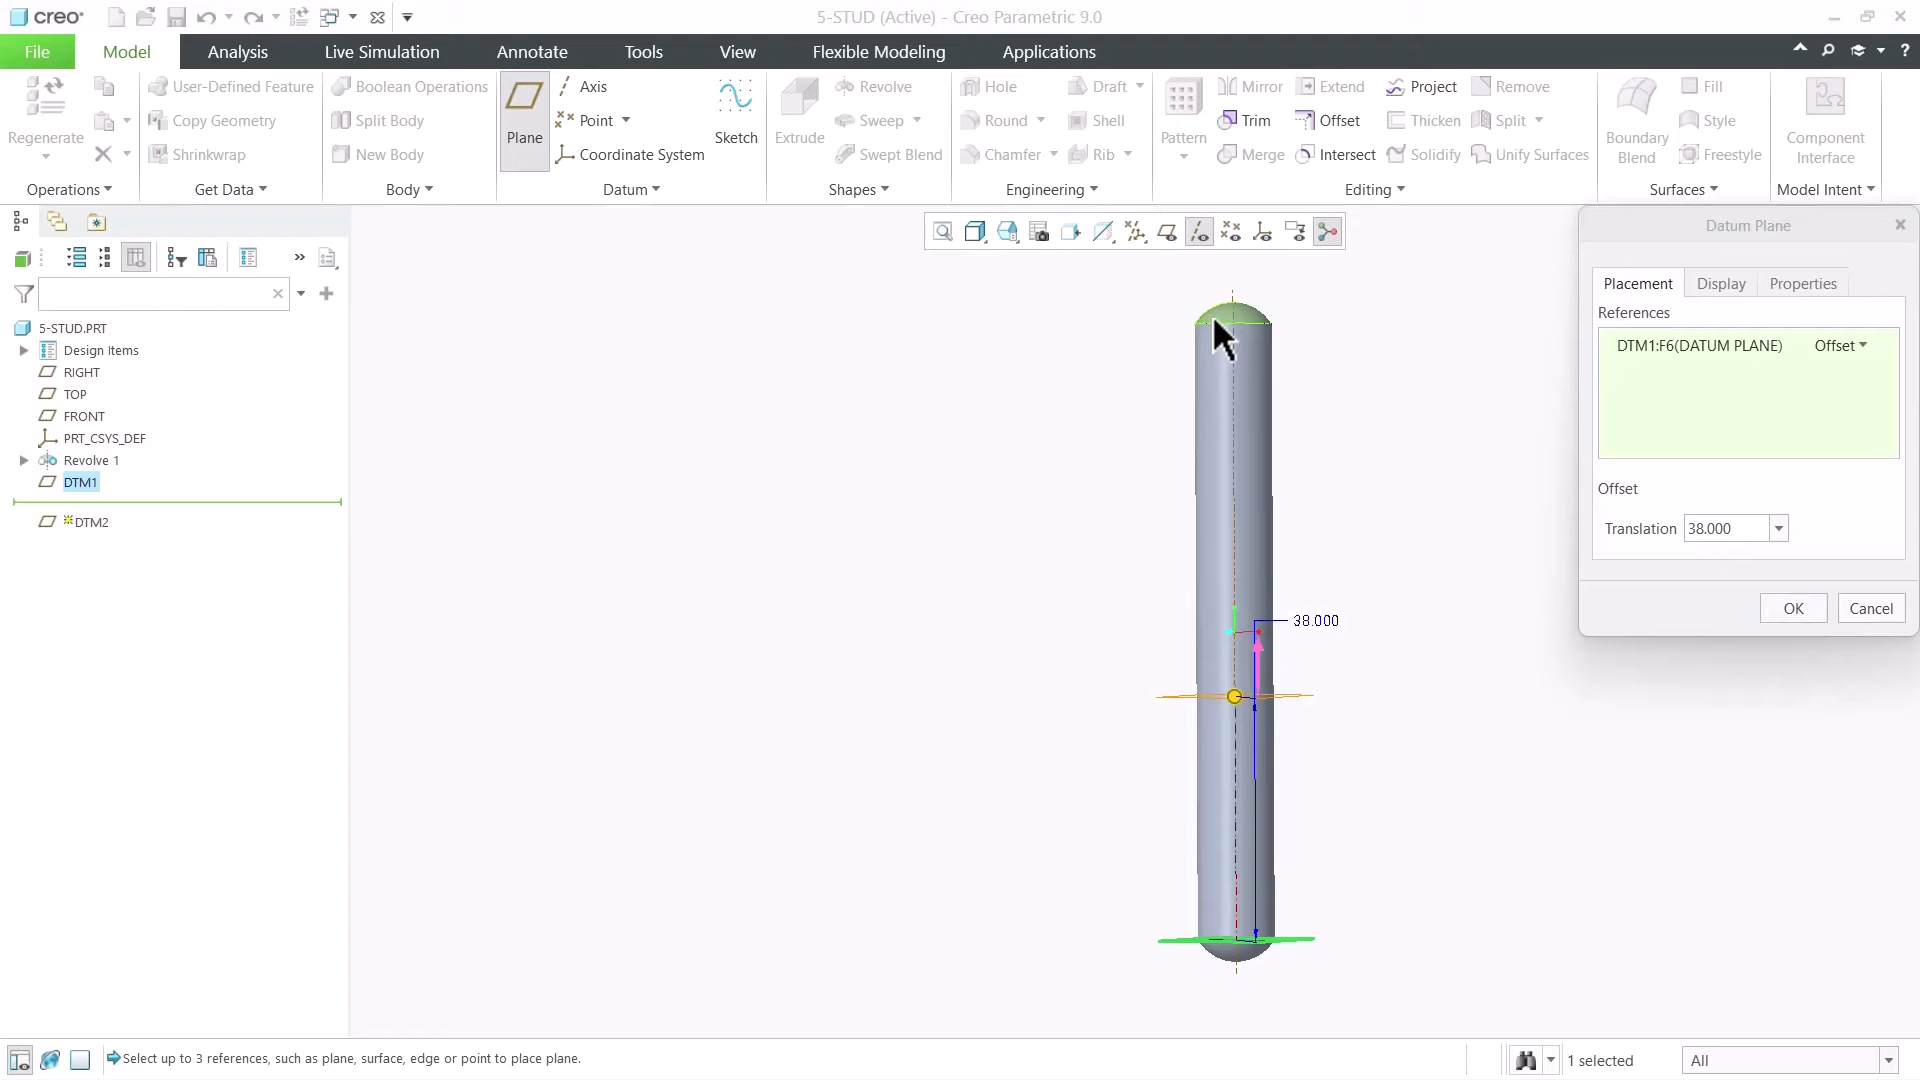 creo® 5-STUD (Active) - Creo Parametric 9.0
File Model Analysis Live Simulation Annotate Tools View Flexible Modeling Applications
Regenerate
User-Defined Feature
Copy Geometry
Shrinkwrap
Boolean Operations
Split Body
New Body
Plane
Axis
Point
Coordinate System
Sketch
Extrude
Revolve
Sweep
Swept Blend
Hole
Round
Chamfer
Draft
Shell
Rib
Pattern
Mirror
Trim
Merge
Extend
Offset
Intersect
Project
Thicken
Solidify
Remove
Split
Unify Surfaces
Boundary
Blend
Fill
Style
Freestyle
Component
Interface
Operations Get Data Body Datum Shapes Engineering Editing Surfaces Model Intent
5-STUD.PRT
Design Items
RIGHT
TOP
FRONT
PRT_CSYS_DEF
Revolve 1
DTM1
DTM2
38.000
Datum Plane
Placement Display Properties
References
DTM1:F6(DATUM PLANE) Offset
Offset
Translation 38.000
OK Cancel
Select up to 3 references, such as plane, surface, edge or point to place plane.
1 selected
All